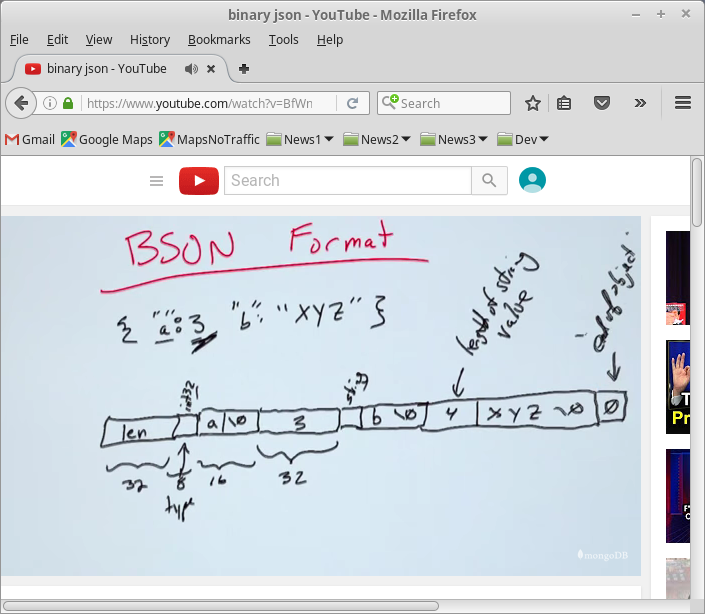 binary json - YouTube - Mozilla Firefox
File Edit View History Bookmarks Tools Help
binary json - YouTube
https://www.youtube.com/watch?v=BfWn
Search
Gmail Google Maps MapsNoTraffic News1 News2 News3 Dev
Search
BSON Format
{ "a": 3 "b": "XYZ" }
length of string value
end of object
int32
string
len a \0 3 b \0 4 X Y Z \0 0
32 8 16 32
type
mongoDB
T
Pr